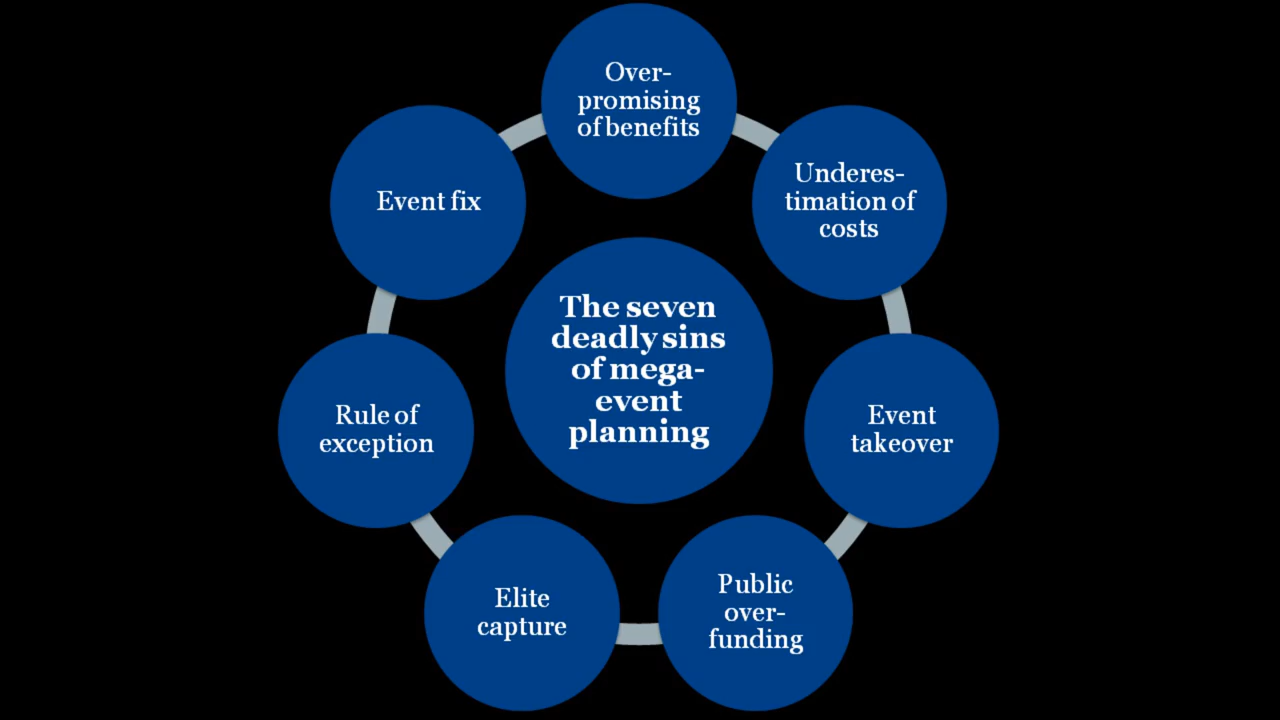 Over-
promising
of benefits
Underes-
timation of
costs
Event
takeover
Public
over-
funding
Elite
capture
Rule of
exception
Event fix
The seven
deadly sins
of mega-
event
planning